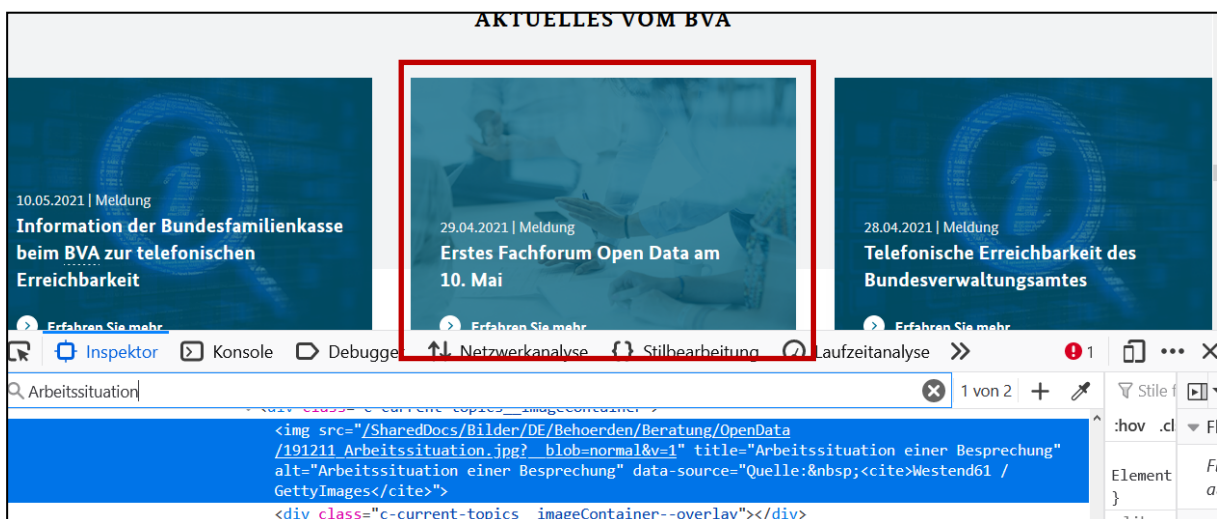 AKTUELLES VOM BVA
10.05.2021 | Meldung
Information der Bundesfamilienkasse
beim BVA zur telefonischen
Erreichbarkeit
Erfahren Sie mehr
29.04.2021 | Meldung
Erstes Fachforum Open Data am
10. Mai
Erfahren Sie mehr
28.04.2021 | Meldung
Telefonische Erreichbarkeit des
Bundesverwaltungsamtes
Erfahren Sie mehr
Inspektor Konsole Debugger Netzwerkanalyse {} Stilbearbeitung Laufzeitanalyse 1
Arbeitssituation 1 von 2 Stile f
<div class="c-current-topics__imageContainer">
<img src="/SharedDocs/Bilder/DE/Behoerden/Beratung/OpenData
/191211_Arbeitssituation.jpg?__blob=normal&v=1" title="Arbeitssituation einer Besprechung"
alt="Arbeitssituation einer Besprechung" data-source="Quelle:&nbsp;<cite>Westend61 /
GettyImages</cite>">
<div class="c-current-topics__imageContainer--overlay"></div>
:hov .cl
Element
}